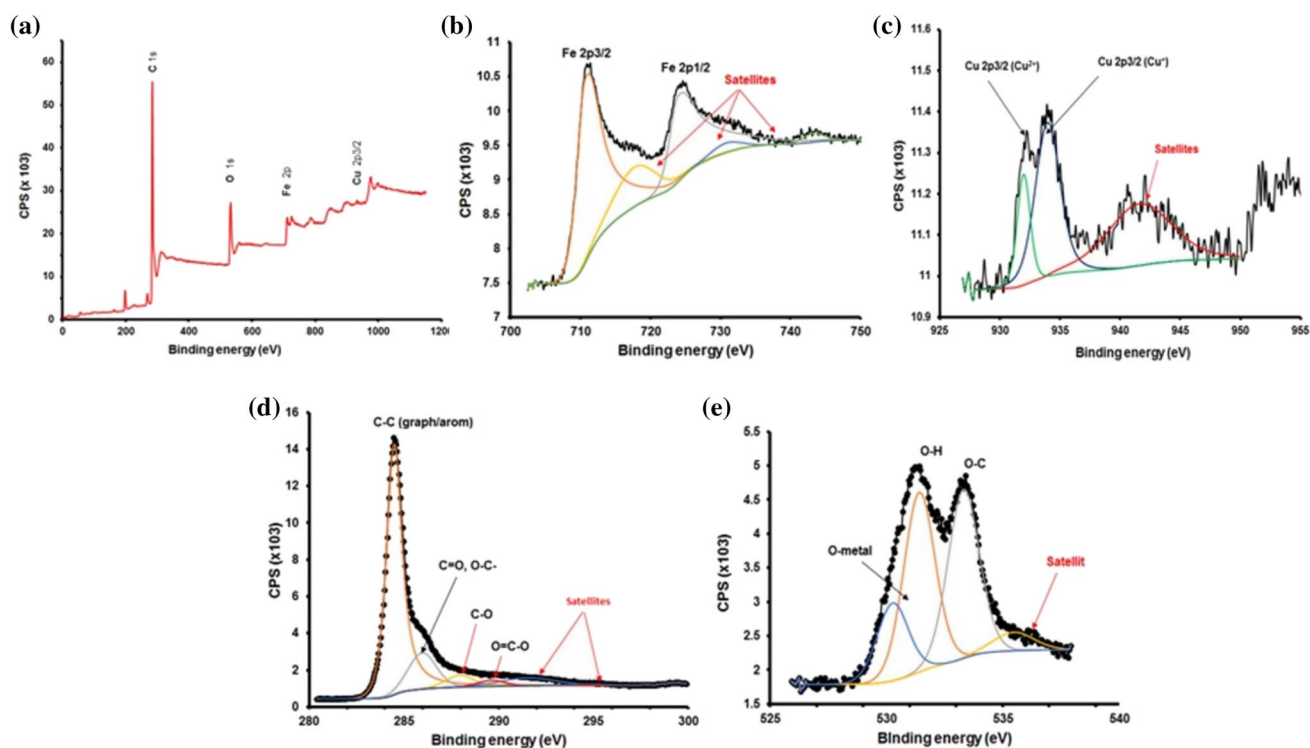 (a)
60
50
40
30
20
10
0
CPS (x 103)
C 1s
O 1s
Fe 2p
Cu 2p3/2
0 200 400 600 800 1000 120
Binding energy (eV)
(b)
11
10.5
10
9.5
9
8.5
8
7.5
7
CPS (x103)
Fe 2p3/2
Fe 2p1/2
Satellites
700 710 720 730 740 750
Binding energy (eV)
(c)
11.6
11.5
11.4
11.3
11.2
11.1
11
10.9
CPS (x103)
Cu 2p3/2 (Cu²⁺)
Cu 2p3/2 (Cu⁺)
Satellites
925 930 935 940 945 950 955
Binding energy (eV)
(d)
16
14
12
10
8
6
4
2
0
CPS (x103)
C-C (graph/arom)
C=O, O-C-
C-O
O=C-O
Satellites
280 285 290 295 300
Binding energy (eV)
(e)
5.5
5
4.5
4
3.5
3
2.5
2
1.5
CPS (x103)
O-H
O-C
O-metal
Satellit
525 530 535 540
Binding energy (eV)